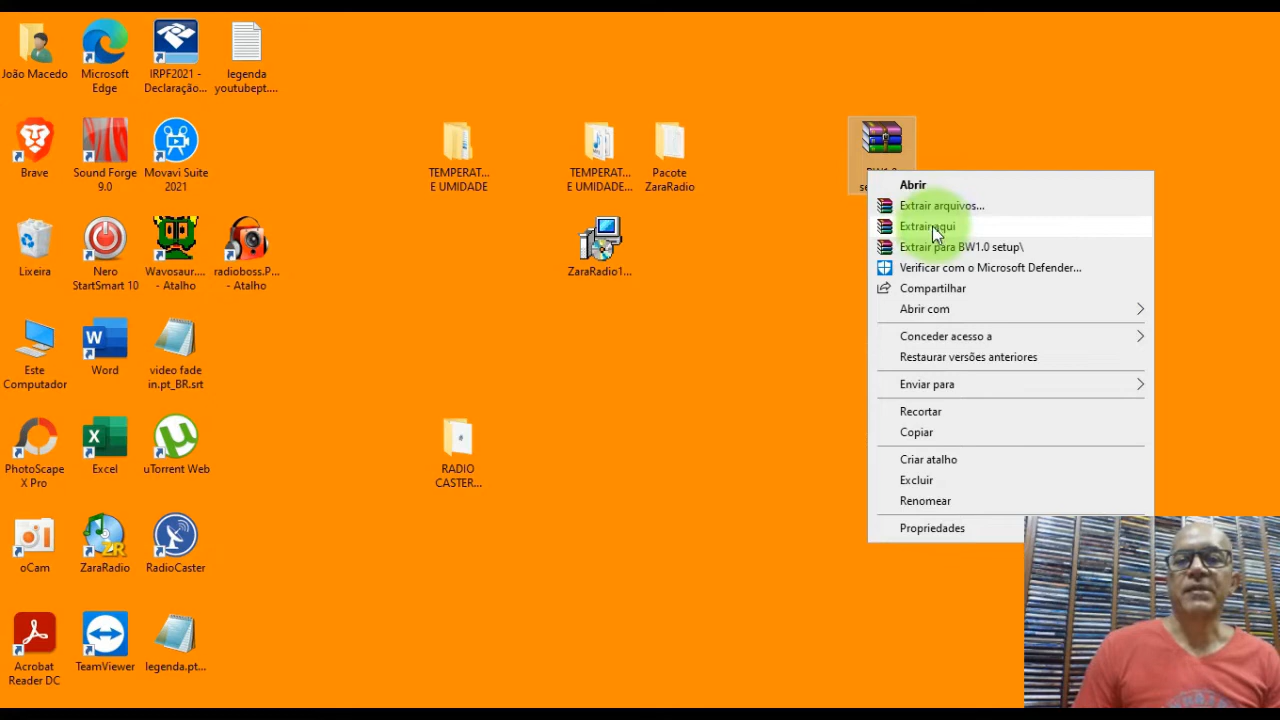 João Macedo
Microsoft
Edge
IRPF2021 -
Declaração...
legenda
youtubept....
Brave
Sound Forge
9.0
Movavi Suite
2021
TEMPERAT...
E UMIDADE
TEMPERAT...
E UMIDADE...
Pacote
ZaraRadio
Lixeira
Nero
StartSmart 10
Wavosaur....
- Atalho
radioboss.P...
- Atalho
ZaraRadio1...
Este
Computador
Word
video fade
in.pt_BR.srt
PhotoScape
X Pro
Excel
uTorrent Web
RADIO
CASTER...
oCam
ZaraRadio
RadioCaster
Acrobat
Reader DC
TeamViewer
legenda.pt...
Abrir
Extrair arquivos...
Extrair aqui
Extrair para BW1.0 setup\
Verificar com o Microsoft Defender...
Compartilhar
Abrir com
Conceder acesso a
Restaurar versões anteriores
Enviar para
Recortar
Copiar
Criar atalho
Excluir
Renomear
Propriedades